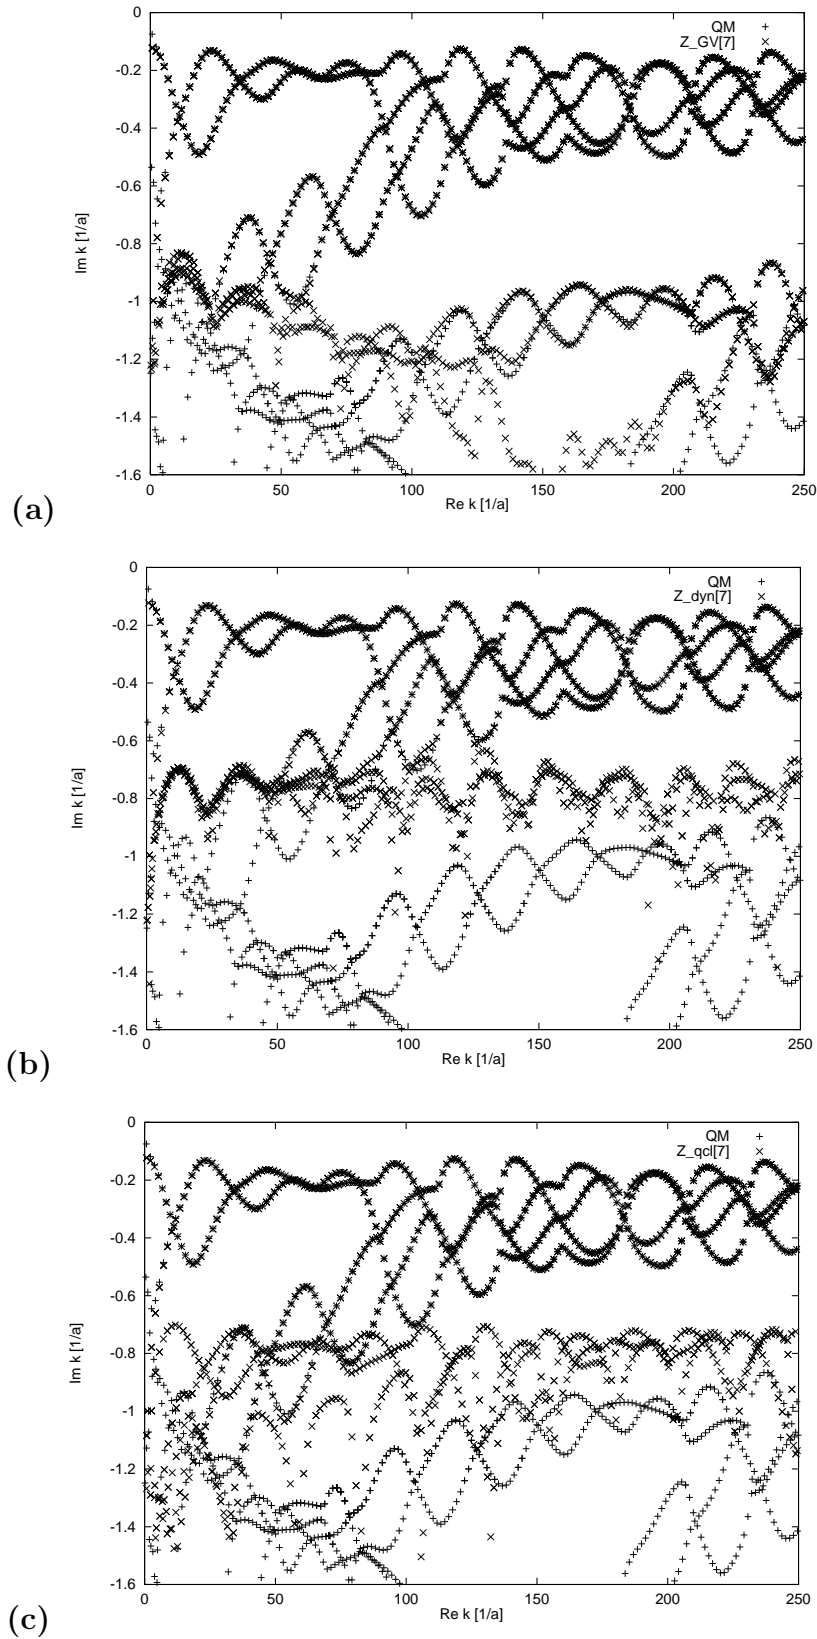 0
-0.2
-0.4
-0.6
-0.8
-1
-1.2
-1.4
-1.6
0 50 100 150 200 250
Im k [1/a]
Re k [1/a]
QM
Z_GV[7]
(a)
0
-0.2
-0.4
-0.6
-0.8
-1
-1.2
-1.4
-1.6
0 50 100 150 200 250
Im k [1/a]
Re k [1/a]
QM
Z_dyn[7]
(b)
0
-0.2
-0.4
-0.6
-0.8
-1
-1.2
-1.4
-1.6
0 50 100 150 200 250
Im k [1/a]
Re k [1/a]
QM
Z_qcl[7]
(c)